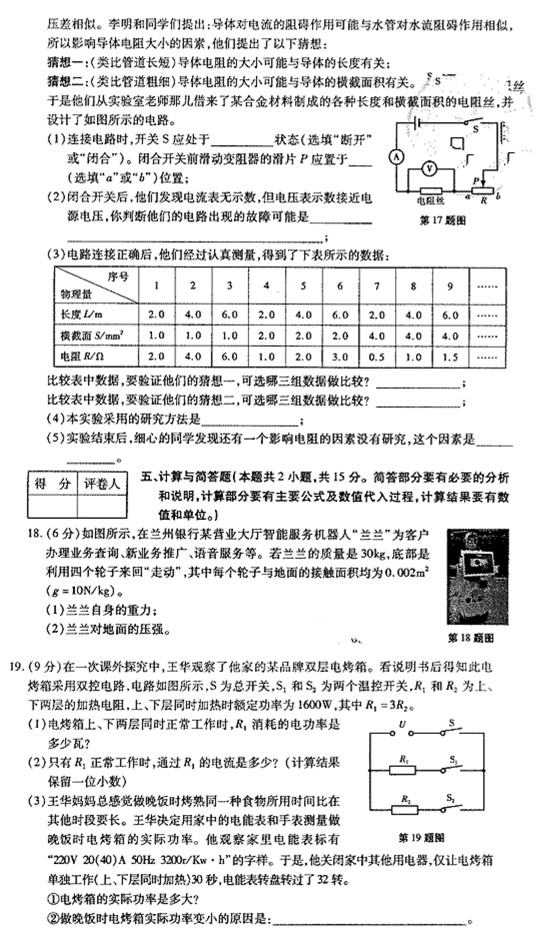 压差相似。李明和同学们提出:导体对电流的阻碍作用可能与水管对水流阻碍作用相似,
所以影响导体电阻大小的因素,他们提出了以下猜想:
猜想一:(类比管道长短)导体电阻的大小可能与导体的长度有关;
猜想二:(类比管道粗细)导体电阻的大小可能与导体的横截面积有关。
于是他们从实验室老师那儿借来了某合金材料制成的各种长度和横截面积的电阻丝,并
设计了如图所示的电路。
(1)连接电路时,开关S应处于________状态(选填“断开”
或“闭合”)。闭合开关前滑动变阻器的滑片P应置于____
(选填“a”或“b”)位置;
S
A
V
P
电阻丝 a R b
第17题图
(2)闭合开关后,他们发现电流表无示数,但电压表示数接近电
源电压,你判断他们的电路出现的故障可能是________
________________________;
(3)电路连接正确后,他们经过认真测量,得到了下表所示的数据:
序号 物理量 1 2 3 4 5 6 7 8 9 ……
长度L/m 2.0 4.0 6.0 2.0 4.0 6.0 2.0 4.0 6.0 ……
横截面S/mm² 1.0 1.0 1.0 2.0 2.0 2.0 4.0 4.0 4.0 ……
电阻R/Ω 2.0 4.0 6.0 1.0 2.0 3.0 0.5 1.0 1.5 ……
比较表中数据,要验证他们的猜想一,可选哪三组数据做比较? __________;
比较表中数据,要验证他们的猜想二,可选哪三组数据做比较? __________;
(4)本实验采用的研究方法是__________;
(5)实验结束后,细心的同学发现还有一个影响电阻的因素没有研究,这个因素是____
______。
得 分 评卷人
五、计算与简答题(本题共2小题,共15分。简答部分要有必要的分析
和说明,计算部分要有主要公式及数值代入过程,计算结果要有数
值和单位。)
18.(6分)如图所示,在兰州银行某营业大厅智能服务机器人“兰兰”为客户
办理业务查询、新业务推广、语音服务等。若兰兰的质量是30kg,底部是
利用四个轮子来回“走动”,其中每个轮子与地面的接触面积均为0.002m²
(g=10N/kg)。
(1)兰兰自身的重力;
(2)兰兰对地面的压强。
第18题图
19.(9分)在一次课外探究中,王华观察了他家的某品牌双层电烤箱。看说明书后得知此电
烤箱采用双控电路,电路如图所示,S为总开关,S₁和S₂为两个温控开关,R₁和R₂为上、
下两层的加热电阻,上、下层同时加热时额定功率为1600W,其中R₁=3R₂。
(1)电烤箱上、下两层同时正常工作时,R₁消耗的电功率是
多少瓦?
(2)只有R₁正常工作时,通过R₁的电流是多少?(计算结果
保留一位小数)
(3)王华妈妈总感觉做晚饭时烤熟同一种食物所用时间比在
其他时段要长。王华决定用家中的电能表和手表测量做
晚饭时电烤箱的实际功率。他观察家里电能表标有
U S
R₁ S₁
R₂ S₂
第19题图
“220V 20(40)A 50Hz 3200r/Kw·h”的字样。于是,他关闭家中其他用电器,仅让电烤箱
单独工作(上、下层同时加热)30秒,电能表转盘转过了32转。
①电烤箱的实际功率是多大?
②做晚饭时电烤箱实际功率变小的原因是:____________________。